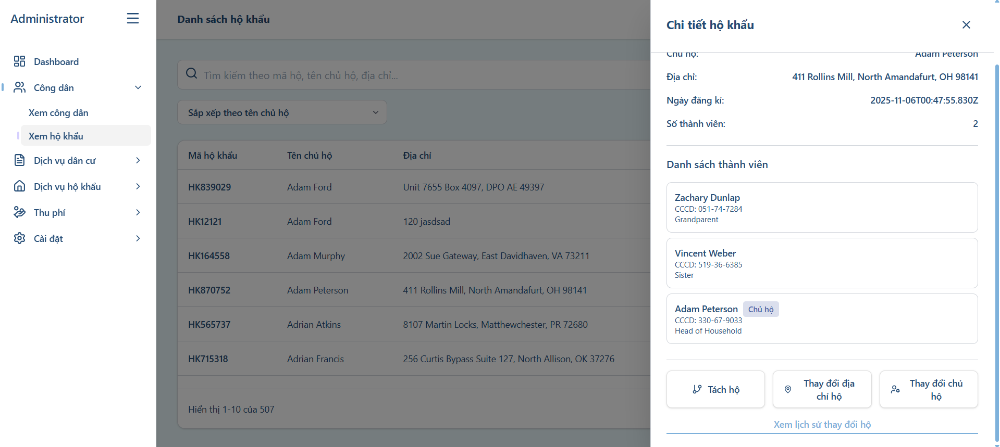 Administrator
Dashboard
Công dân
Xem công dân
Xem hộ khẩu
Dịch vụ dân cư
Dịch vụ hộ khẩu
Thu phí
Cài đặt
Danh sách hộ khẩu
Tìm kiếm theo mã hộ, tên chủ hộ, địa chỉ...
Sắp xếp theo tên chủ hộ
Mã hộ khẩu Tên chủ hộ Địa chỉ
HK839029 Adam Ford Unit 7655 Box 4097, DPO AE 49397
HK12121 Adam Ford 120 jasdsad
HK164558 Adam Murphy 2002 Sue Gateway, East Davidhaven, VA 73211
HK870752 Adam Peterson 411 Rollins Mill, North Amandafurt, OH 98141
HK565737 Adrian Atkins 8107 Martin Locks, Matthewchester, PR 72680
HK715318 Adrian Francis 256 Curtis Bypass Suite 127, North Allison, OK 37276
Hiển thị 1-10 của 507
Chi tiết hộ khẩu
Chủ hộ: Adam Peterson
Địa chỉ: 411 Rollins Mill, North Amandafurt, OH 98141
Ngày đăng kí: 2025-11-06T00:47:55.830Z
Số thành viên: 2
Danh sách thành viên
Zachary Dunlap
CCCD: 051-74-7284
Grandparent
Vincent Weber
CCCD: 519-36-6385
Sister
Adam Peterson Chủ hộ
CCCD: 330-67-9033
Head of Household
Tách hộ
Thay đổi địa
chỉ hộ
Thay đổi chủ
hộ
Xem lịch sử thay đổi hộ